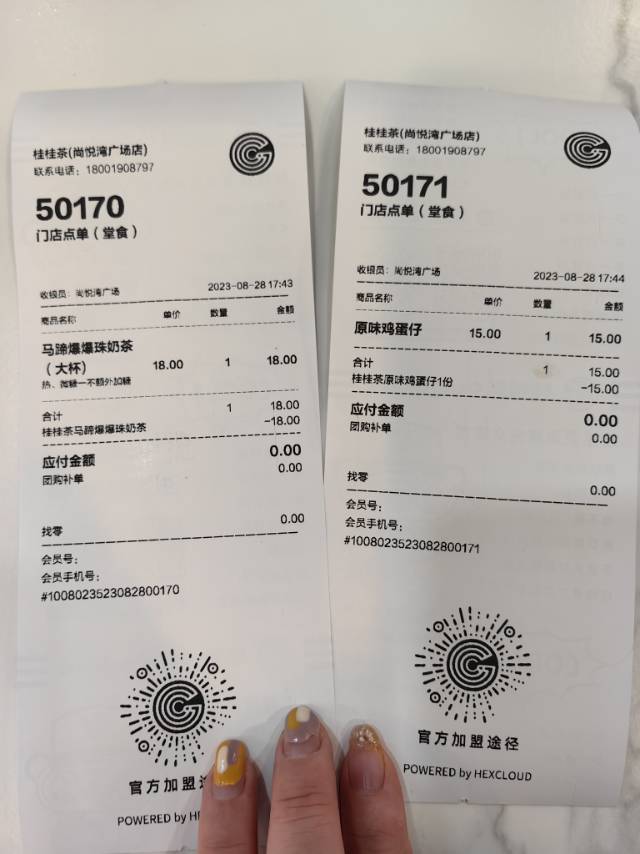 桂桂茶(尚悦湾广场店)
联系电话：18001908797
50170
门店点单（堂食）
收银员：尚悦湾广场 2023-08-28 17:43
商品名称 单价 数量 金额
马蹄爆爆珠奶茶
（大杯） 18.00 1 18.00
热、微糖一不额外加糖
合计 1 18.00
桂桂茶马蹄爆爆珠奶茶 -18.00
应付金额 0.00
团购补单 0.00
找零 0.00
会员号：
会员手机号：
#1008023523082800170
官方加盟
POWERED by HEX
桂桂茶(尚悦湾广场店)
联系电话：18001908797
50171
门店点单（堂食）
收银员：尚悦湾广场 2023-08-28 17:44
商品名称 单价 数量 金额
原味鸡蛋仔 15.00 1 15.00
合计 1 15.00
桂桂茶原味鸡蛋仔1份 -15.00
应付金额 0.00
团购补单 0.00
找零 0.00
会员号：
会员手机号：
#1008023523082800171
官方加盟途径
POWERED by HEXCLOUD